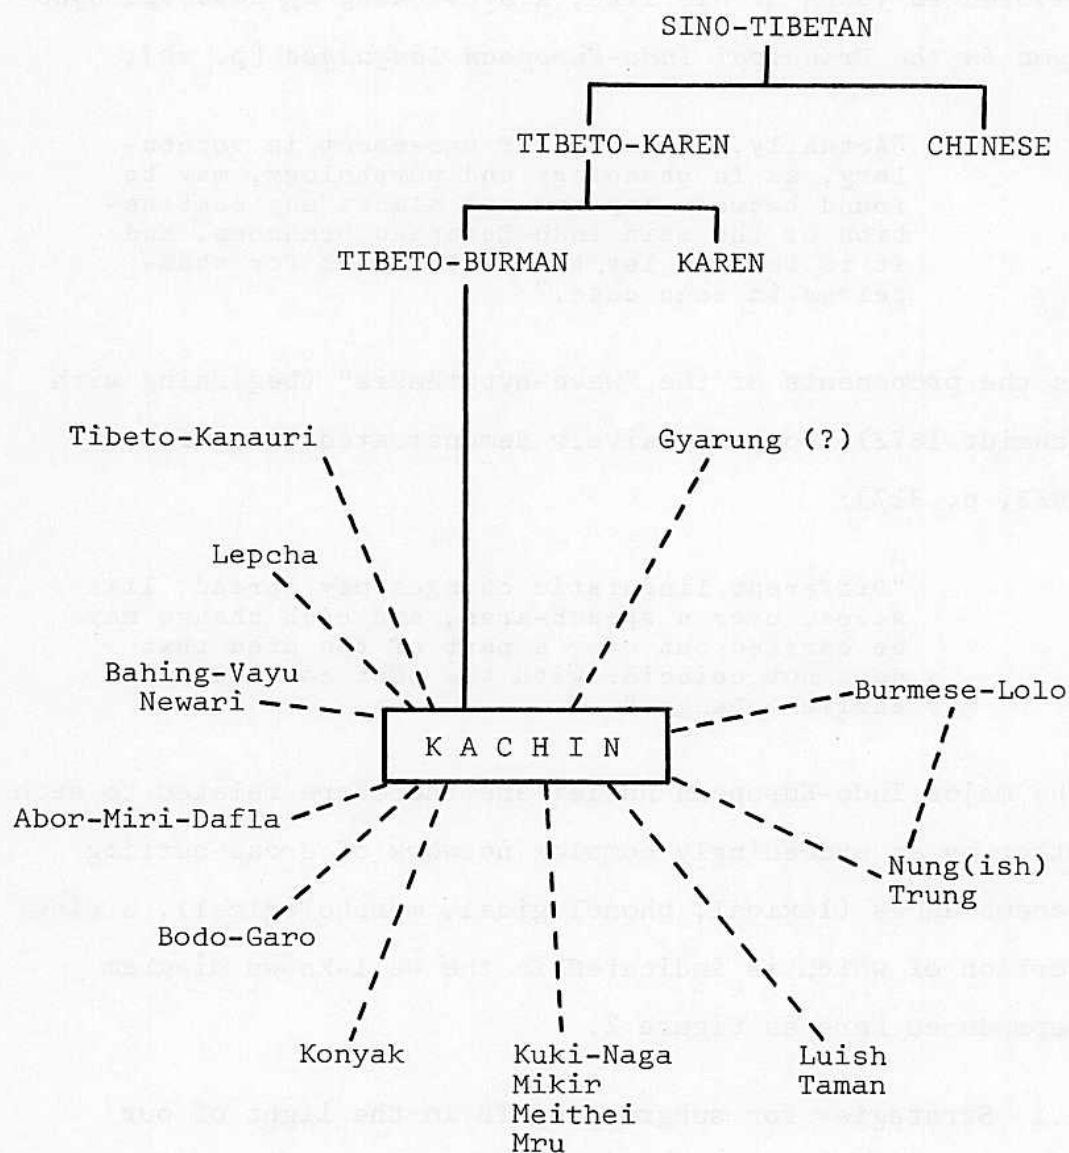 SINO-TIBETAN
TIBETO-KAREN
CHINESE
TIBETO-BURMAN
KAREN
Tibeto-Kanauri
Gyarung (?)
Lepcha
Bahing-Vayu
Newari
Burmese-Lolo
K A C H I N
Abor-Miri-Dafla
Nung(ish)
Trung
Bodo-Garo
Konyak
Kuki-Naga
Mikir
Meithei
Mru
Luish
Taman